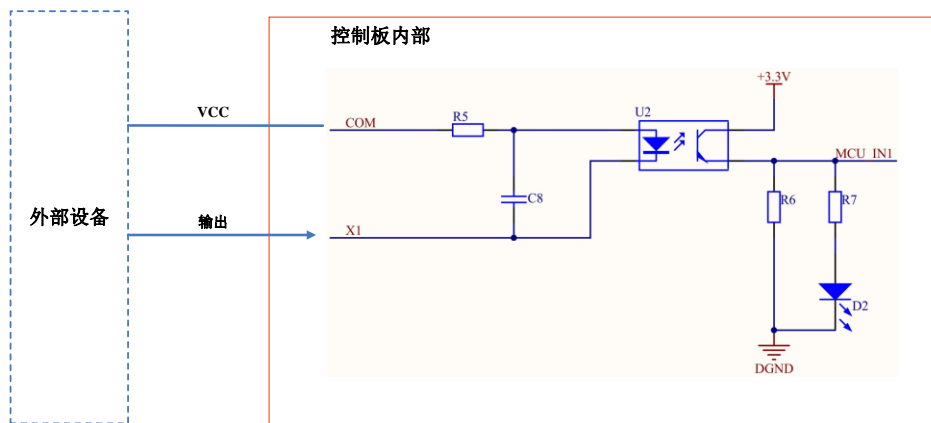 控制板内部
+3.3V
VCC
R5
U2
COM
MCU_IN1
C8
R6
R7
外部设备
输出
X1
D2
DGND